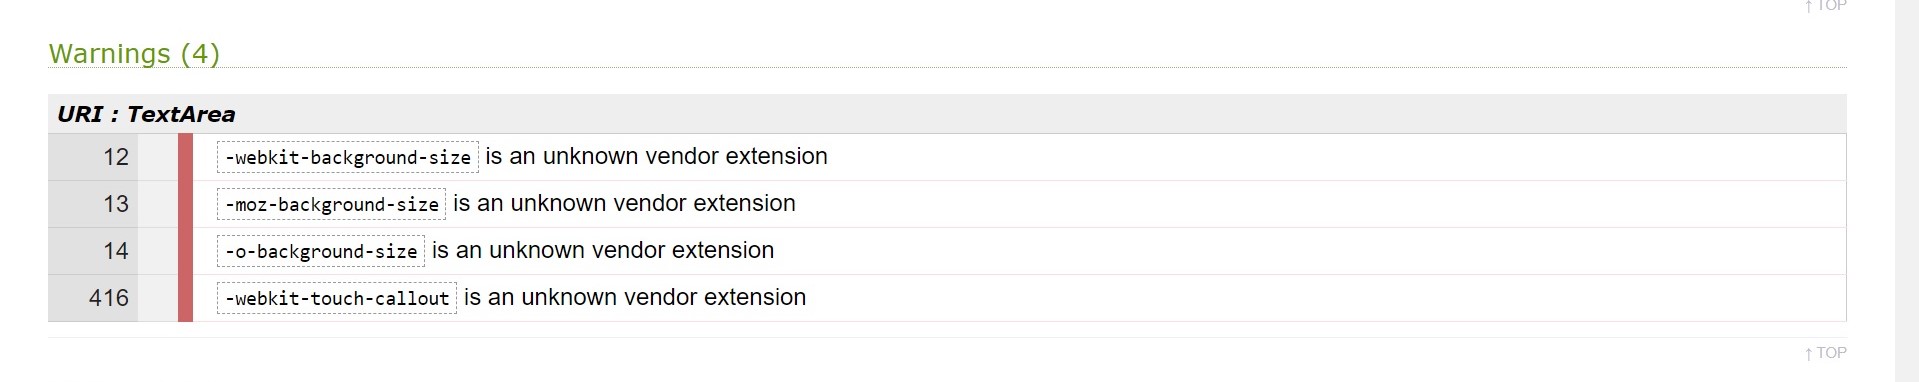 ↑ TOP
Warnings (4)
URI : TextArea
12 -webkit-background-size is an unknown vendor extension
13 -moz-background-size is an unknown vendor extension
14 -o-background-size is an unknown vendor extension
416 -webkit-touch-callout is an unknown vendor extension
↑ TOP